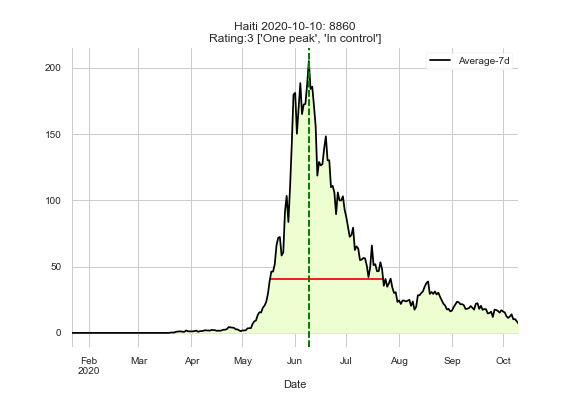 Haiti 2020-10-10: 8860
Rating:3 ['One peak', 'In control']
Average-7d
200
150
100
50
0
Feb Mar Apr May Jun Jul Aug Sep Oct
2020
Date